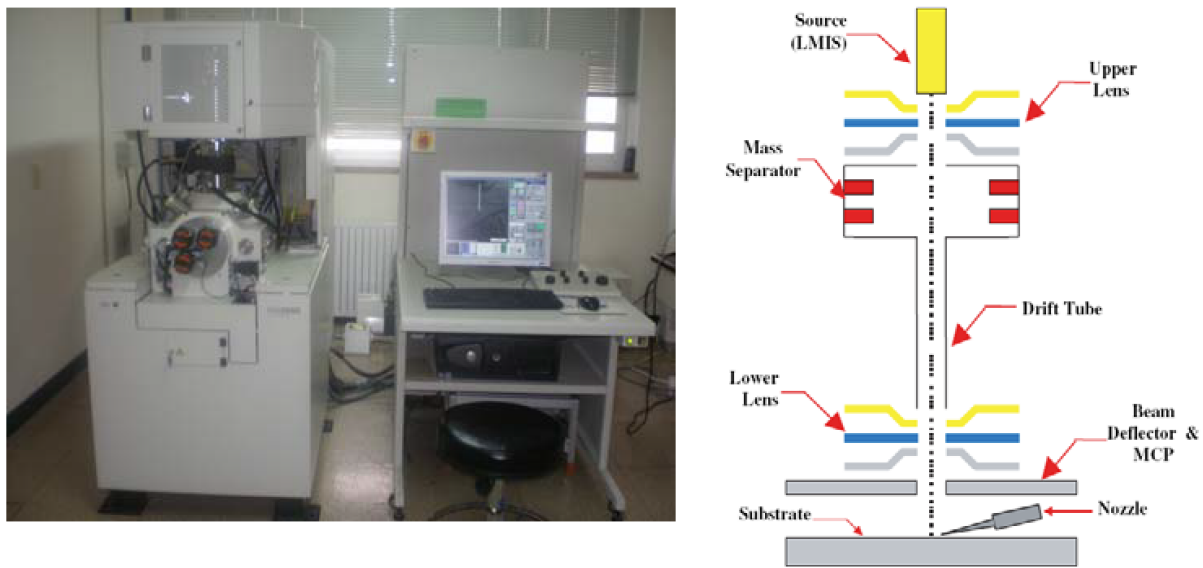 Source
(LMIS)
Upper
Lens
Mass
Separator
Drift Tube
Lower
Lens
Beam
Deflector &
MCP
Substrate
Nozzle